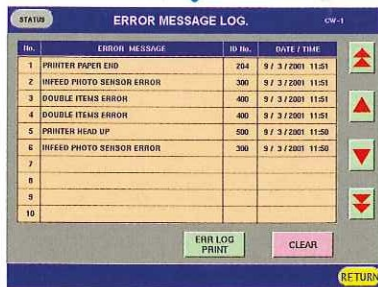 STATUS ERROR MESSAGE LOG. CW-1
No. ERROR MESSAGE ID No. DATE / TIME
1 PRINTER PAPER END 204 9 / 3 / 2001 11:51
2 INFEED PHOTO SENSOR ERROR 300 9 / 3 / 2001 11:51
3 DOUBLE ITEMS ERROR 400 9 / 3 / 2001 11:51
4 DOUBLE ITEMS ERROR 400 9 / 3 / 2001 11:51
5 PRINTER HEAD UP 500 9 / 3 / 2001 11:50
6 INFEED PHOTO SENSOR ERROR 300 9 / 3 / 2001 11:50
7
8
9
10
ERR LOG
PRINT
CLEAR
RETURN